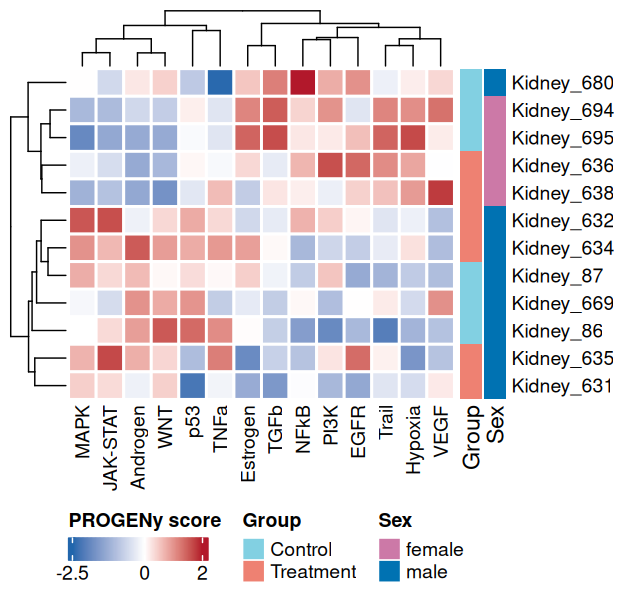 Kidney_680
Kidney_694
Kidney_695
Kidney_636
Kidney_638
Kidney_632
Kidney_634
Kidney_87
Kidney_669
Kidney_86
Kidney_635
Kidney_631
MAPK
JAK-STAT
Androgen
WNT
p53
TNFa
Estrogen
TGFb
NFkB
PI3K
EGFR
Trail
Hypoxia
VEGF
Group
Sex
PROGENy score
-2.5 0 2
Group
Control
Treatment
Sex
female
male